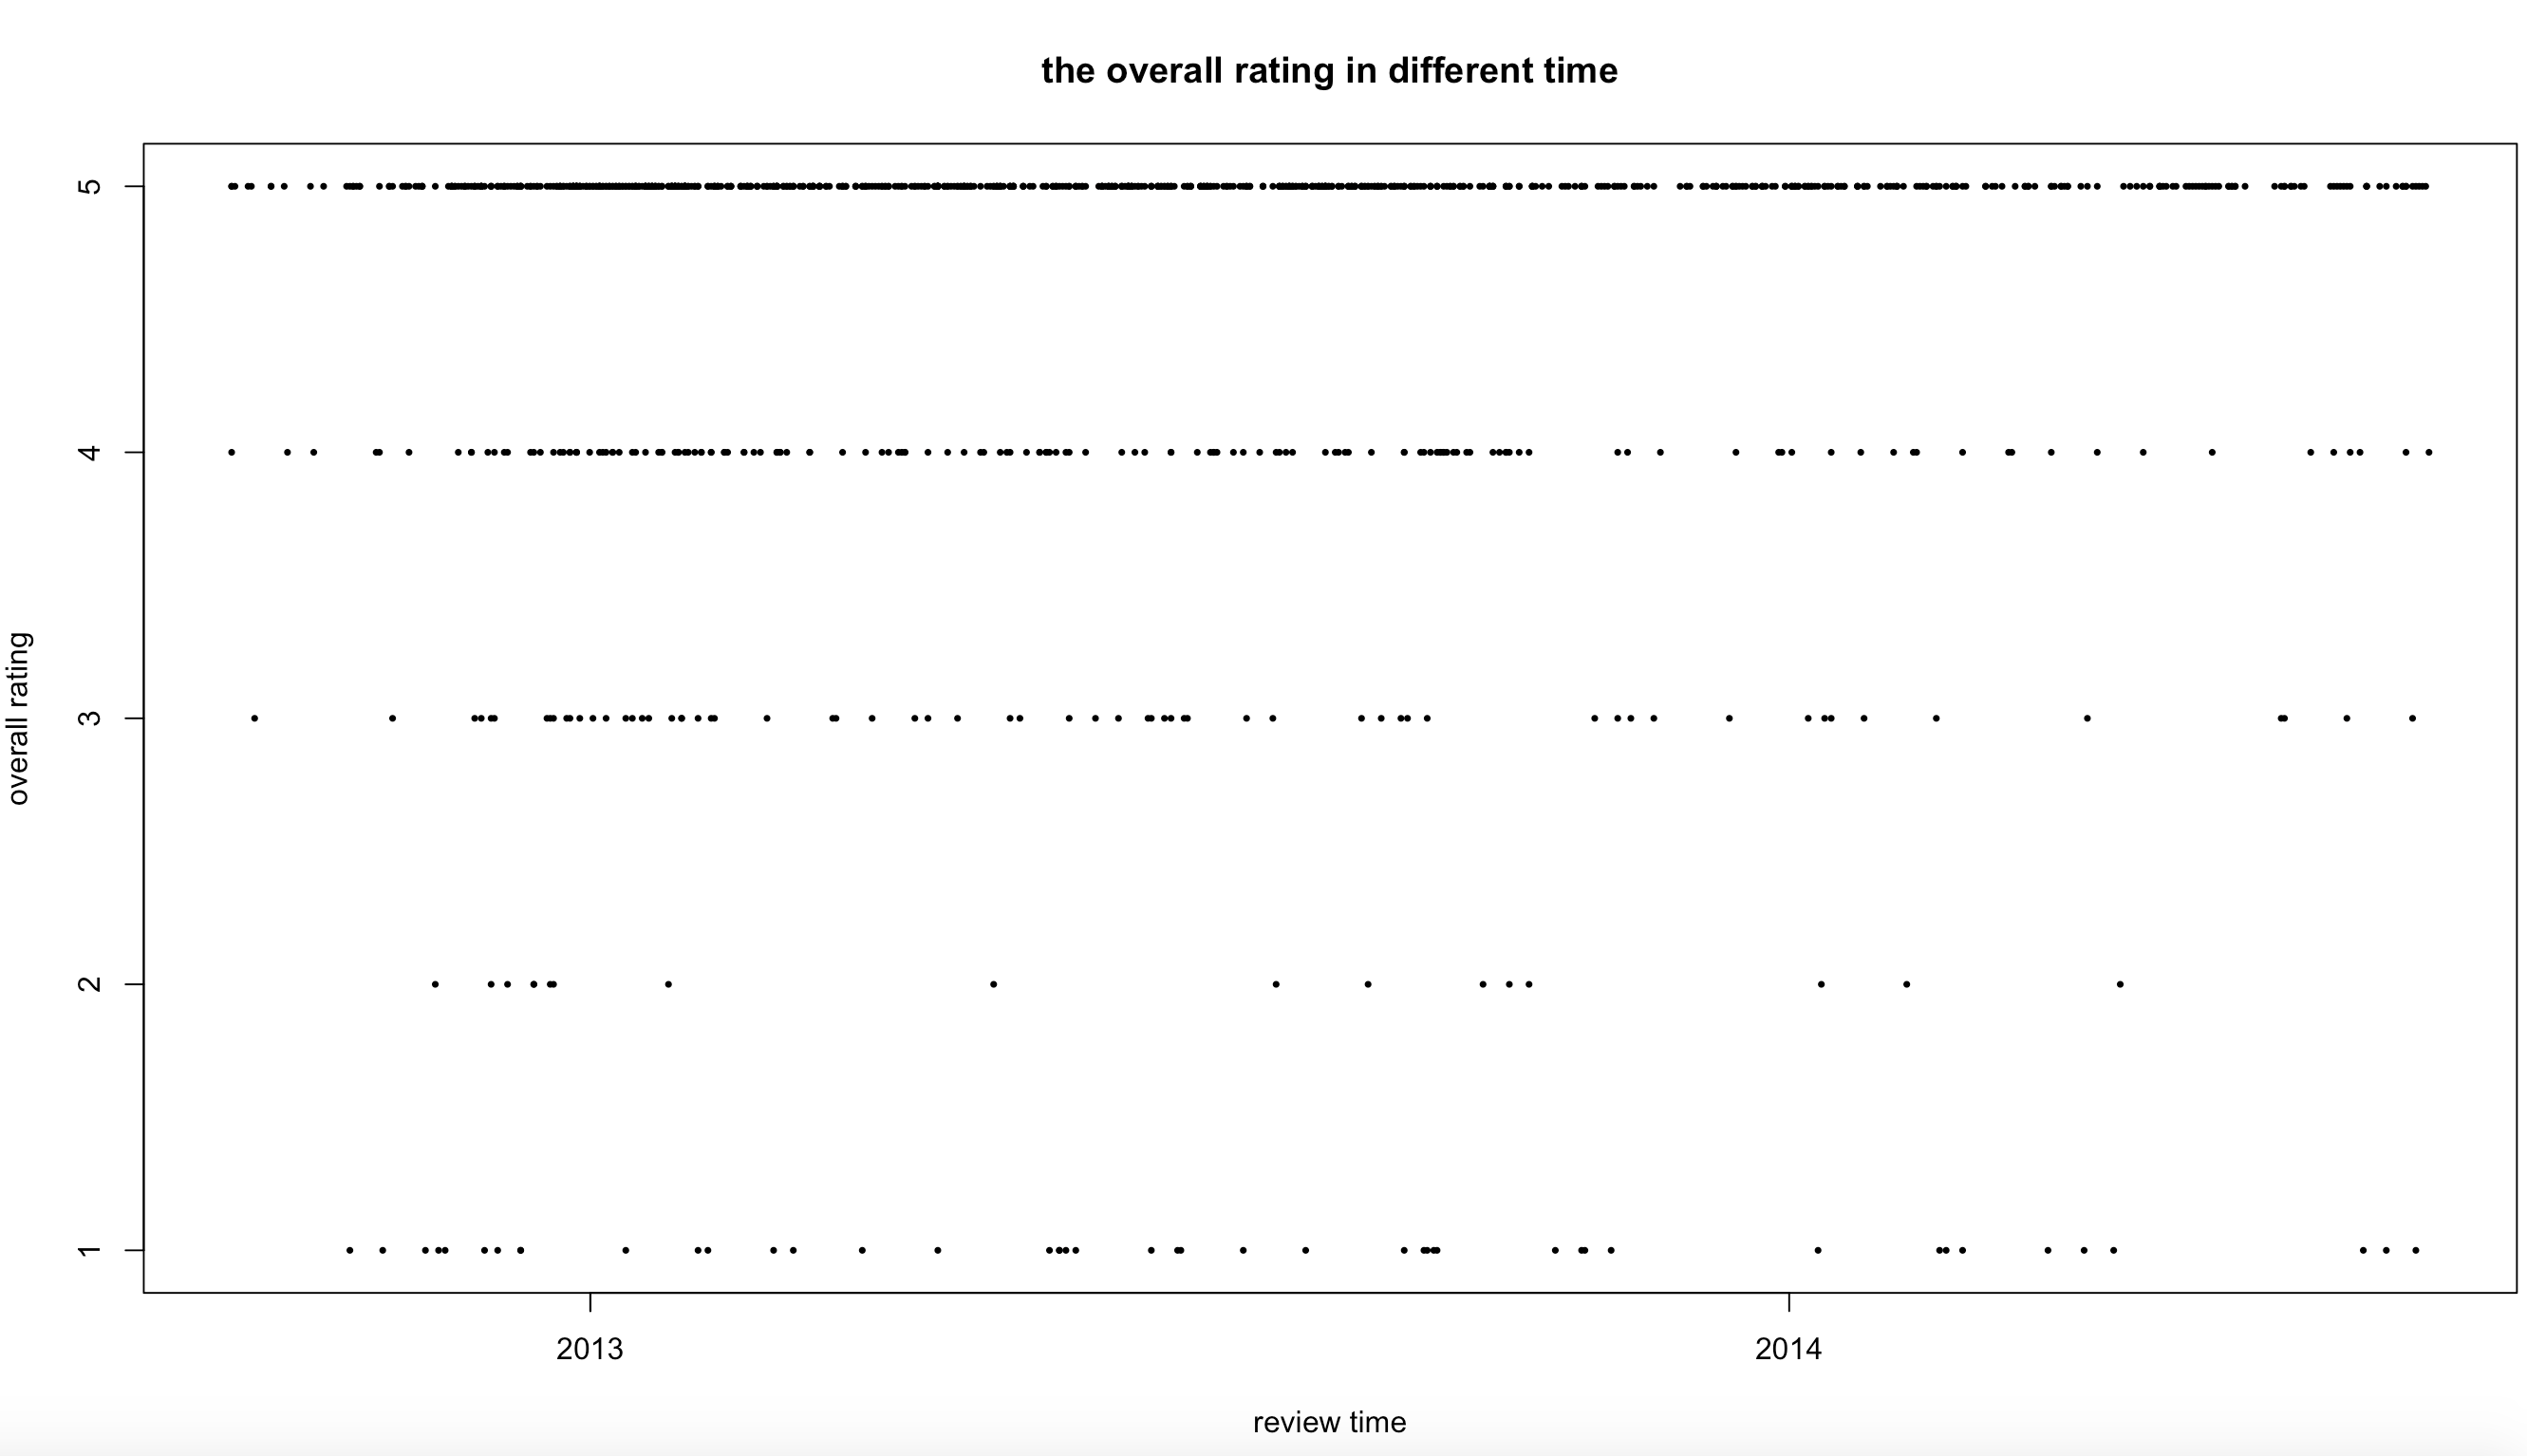 the overall rating in different time
overall rating
5
4
3
2
1
2013
2014
review time